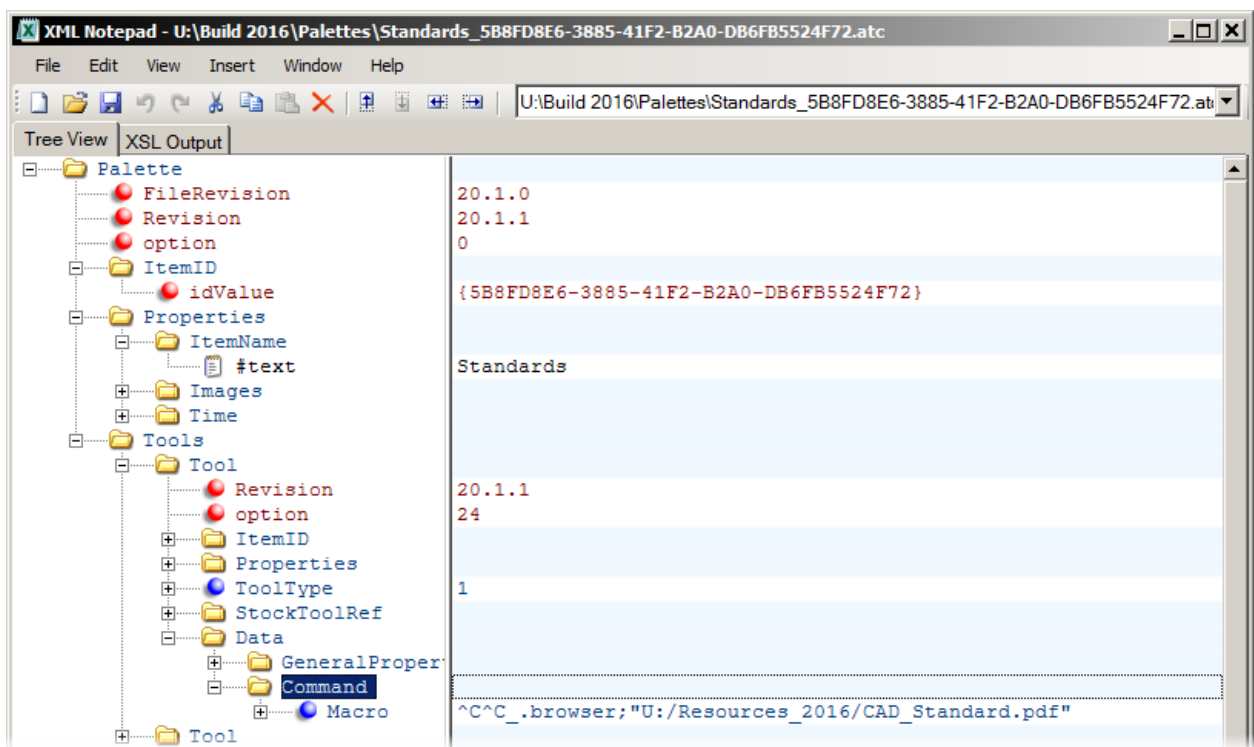 XML Notepad - U:\Build 2016\Palettes\Standards_5B8FD8E6-3885-41F2-B2A0-DB6FB5524F72.atc
File Edit View Insert Window Help
U:\Build 2016\Palettes\Standards_5B8FD8E6-3885-41F2-B2A0-DB6FB5524F72.at
Tree View XSL Output
Palette
FileRevision 20.1.0
Revision 20.1.1
option 0
ItemID
idValue {5B8FD8E6-3885-41F2-B2A0-DB6FB5524F72}
Properties
ItemName
#text Standards
Images
Time
Tools
Tool
Revision 20.1.1
option 24
ItemID
Properties
ToolType 1
StockToolRef
Data
GeneralProper
Command
Macro ^C^C_.browser;"U:/Resources_2016/CAD_Standard.pdf"
Tool